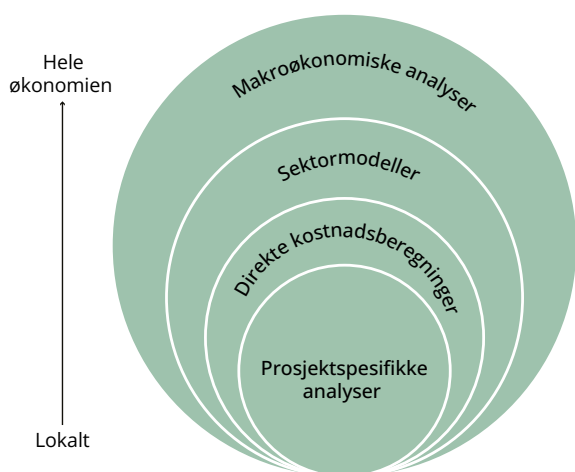 Hele
økonomien
Makroøkonomiske analyser
Sektormodeller
Direkte kostnadsberegninger
Prosjektspesifikke
analyser
Lokalt